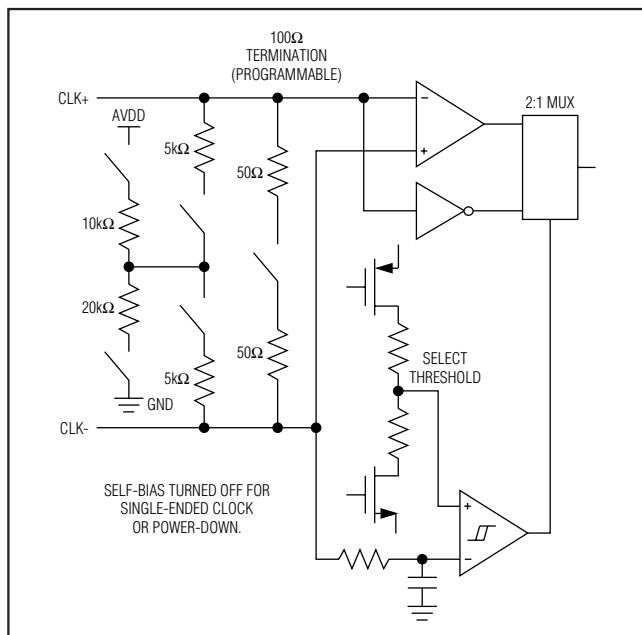 100Ω
TERMINATION
(PROGRAMMABLE)
CLK+
AVDD
2:1 MUX
−
+
5kΩ
50Ω
10kΩ
20kΩ
5kΩ
50Ω
GND
SELECT
THRESHOLD
CLK-
SELF-BIAS TURNED OFF FOR
SINGLE-ENDED CLOCK
OR POWER-DOWN.
+
−